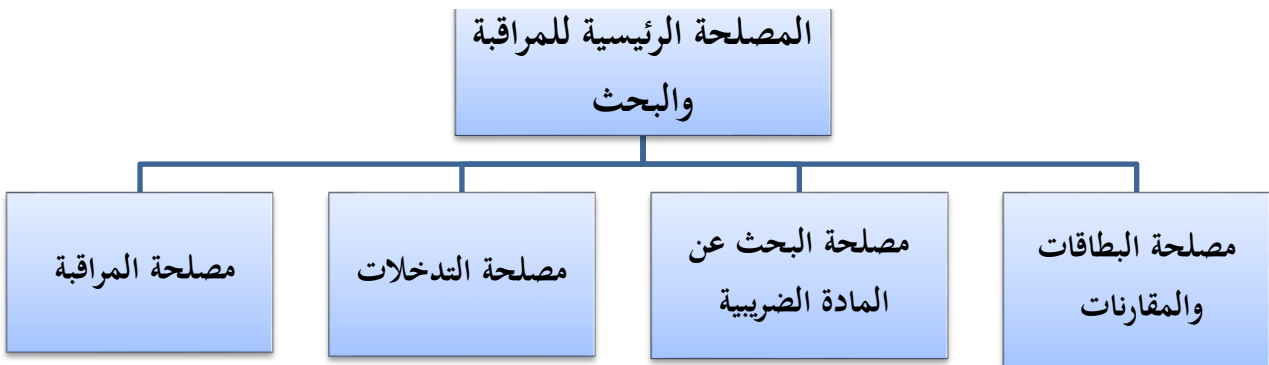 المصلحة الرئيسية للمراقبة
والبحث
مصلحة البطاقات
والمقارنات
مصلحة البحث عن
المادة الضريبية
مصلحة التدخلات
مصلحة المراقبة